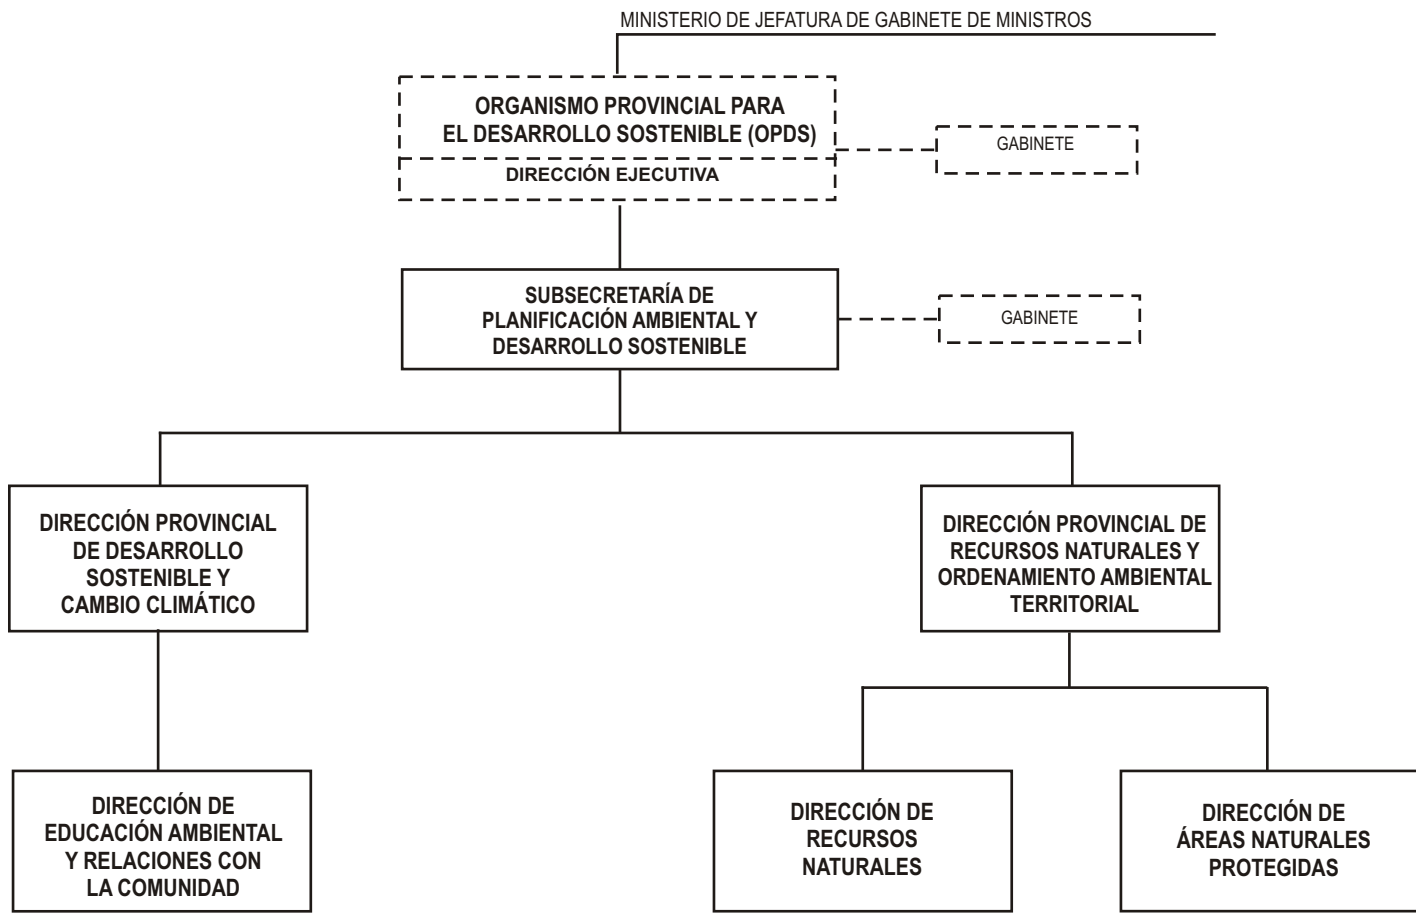 MINISTERIO DE JEFATURA DE GABINETE DE MINISTROS
ORGANISMO PROVINCIAL PARA
EL DESARROLLO SOSTENIBLE (OPDS)
DIRECCIÓN EJECUTIVA
GABINETE
SUBSECRETARÍA DE
PLANIFICACIÓN AMBIENTAL Y
DESARROLLO SOSTENIBLE
GABINETE
DIRECCIÓN PROVINCIAL
DE DESARROLLO
SOSTENIBLE Y
CAMBIO CLIMÁTICO
DIRECCIÓN PROVINCIAL DE
RECURSOS NATURALES Y
ORDENAMIENTO AMBIENTAL
TERRITORIAL
DIRECCIÓN DE
EDUCACIÓN AMBIENTAL
Y RELACIONES CON
LA COMUNIDAD
DIRECCIÓN DE
RECURSOS
NATURALES
DIRECCIÓN DE
ÁREAS NATURALES
PROTEGIDAS